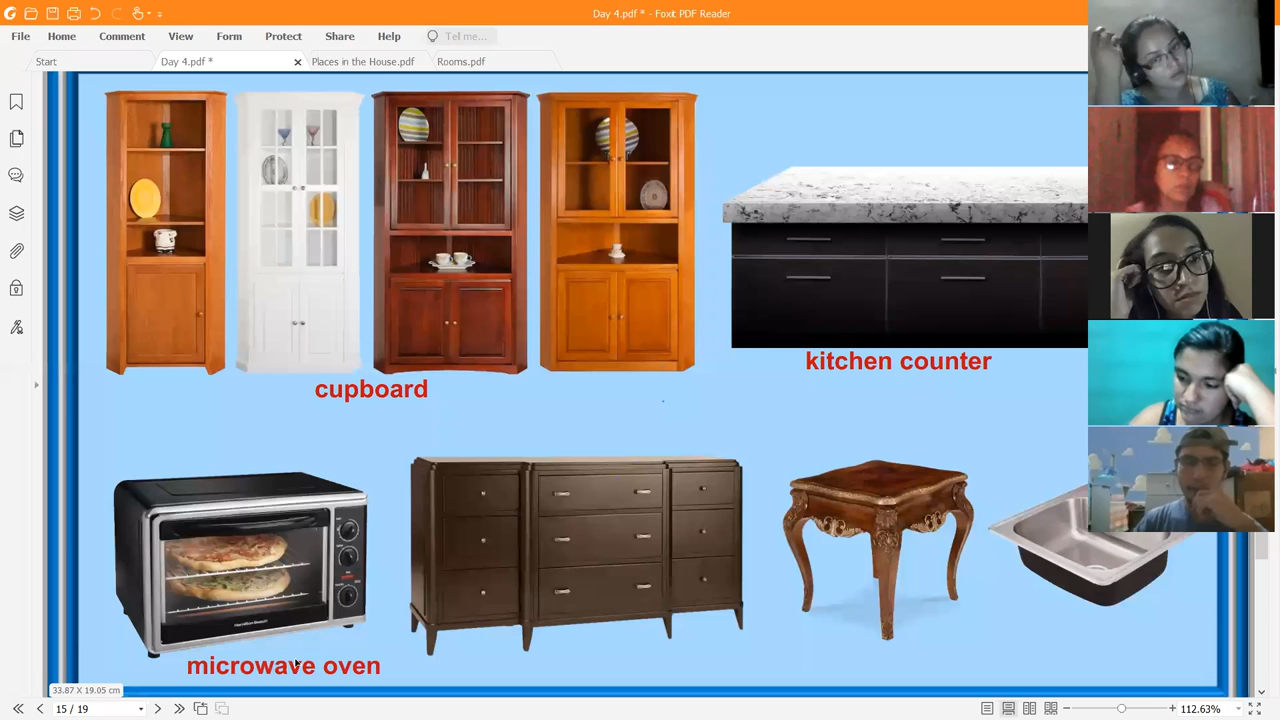 Day 4.pdf * - Foxit PDF Reader
File Home Comment View Form Protect Share Help Tell me...
Start Day 4.pdf * Places in the House.pdf Rooms.pdf
kitchen counter
cupboard
microwave oven
33.87 X 19.05 cm
15 / 19
112.63%